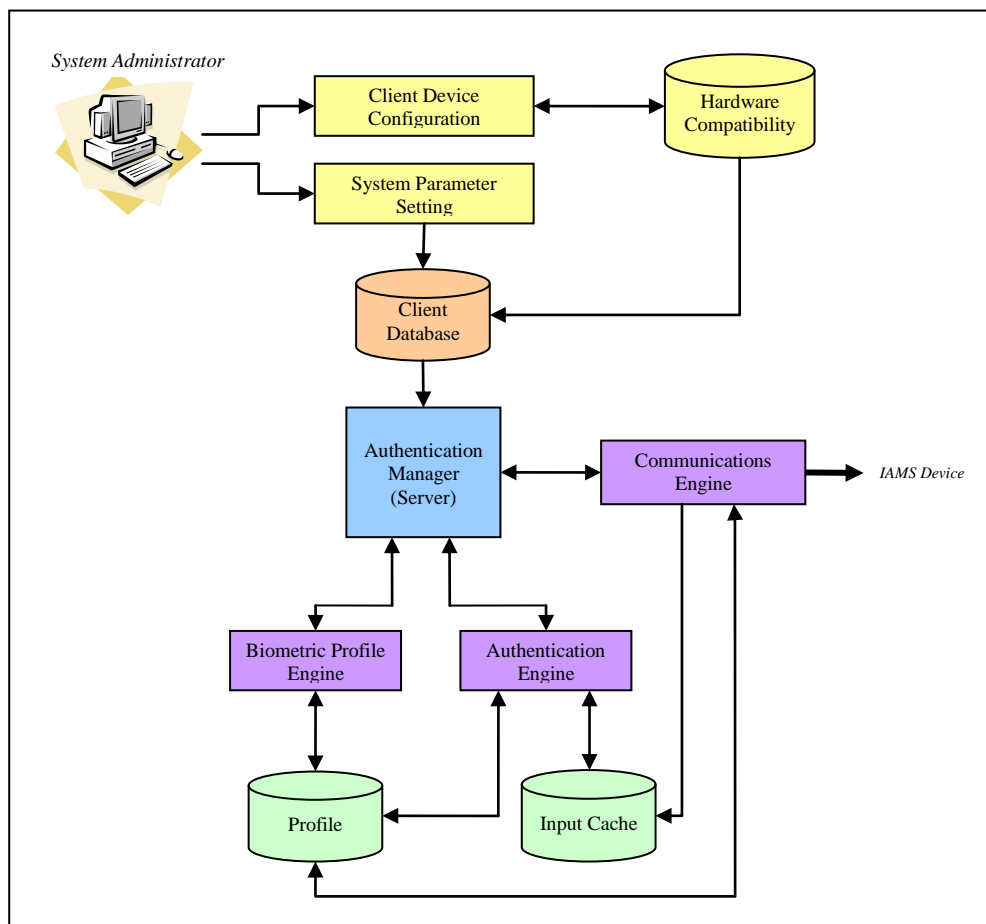 System Administrator
Client Device
Configuration
Hardware
Compatibility
System Parameter
Setting
Client
Database
Authentication
Manager
(Server)
Communications
Engine
IAMS Device
Biometric Profile
Engine
Authentication
Engine
Profile
Input Cache